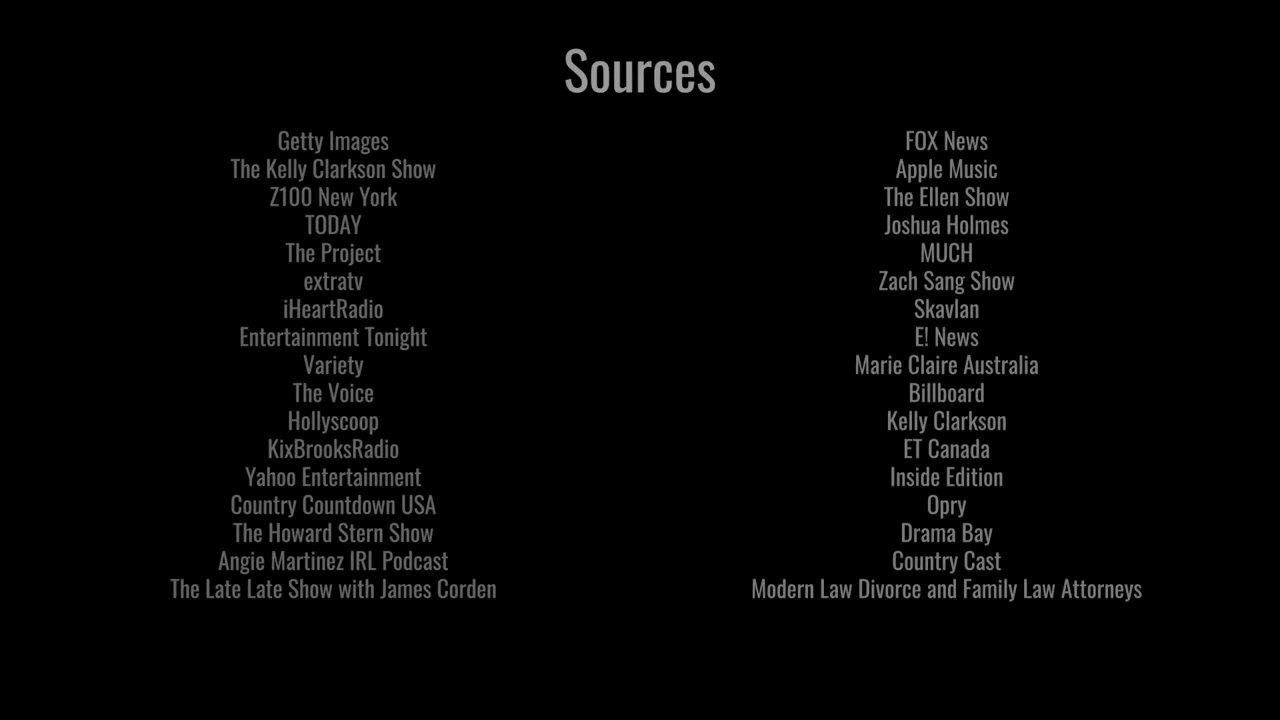 Sources
Getty Images
The Kelly Clarkson Show
Z100 New York
TODAY
The Project
extratv
iHeartRadio
Entertainment Tonight
Variety
The Voice
Hollyscoop
KixBrooksRadio
Yahoo Entertainment
Country Countdown USA
The Howard Stern Show
Angie Martinez IRL Podcast
The Late Late Show with James Corden
FOX News
Apple Music
The Ellen Show
Joshua Holmes
MUCH
Zach Sang Show
Skavlan
E! News
Marie Claire Australia
Billboard
Kelly Clarkson
ET Canada
Inside Edition
Opry
Drama Bay
Country Cast
Modern Law Divorce and Family Law Attorneys